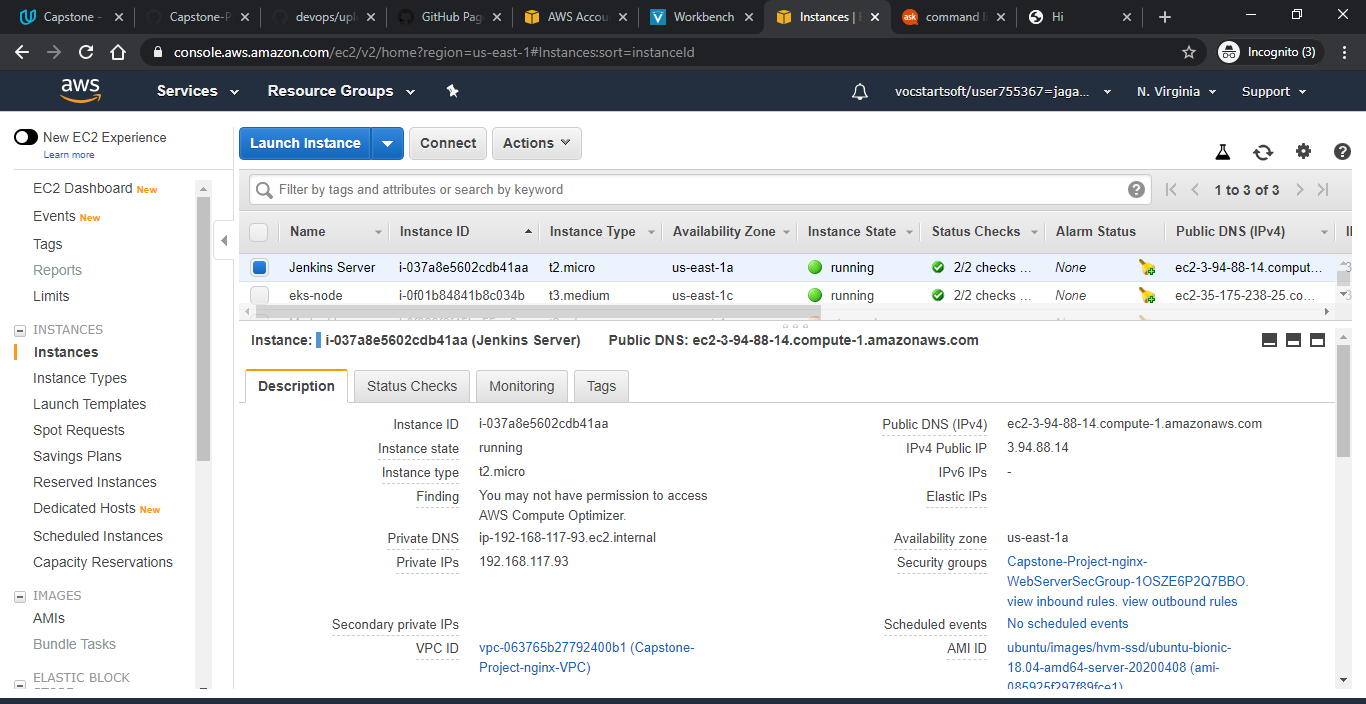 Capstone -
Capstone-P
devops/upl
GitHub Pag
AWS Accou
Workbench
Instances | E
command li
Hi
console.aws.amazon.com/ec2/v2/home?region=us-east-1#Instances:sort=instanceId
Incognito (3)
aws
Services
Resource Groups
vocstartsoft/user755367=jaga...
N. Virginia
Support
New EC2 Experience
Learn more
EC2 Dashboard New
Events New
Tags
Reports
Limits
INSTANCES
Instances
Instance Types
Launch Templates
Spot Requests
Savings Plans
Reserved Instances
Dedicated Hosts New
Scheduled Instances
Capacity Reservations
IMAGES
AMIs
Bundle Tasks
ELASTIC BLOCK
Launch Instance
Connect
Actions
Filter by tags and attributes or search by keyword
1 to 3 of 3
Name Instance ID Instance Type Availability Zone Instance State Status Checks Alarm Status Public DNS (IPv4)
Jenkins Server i-037a8e5602cdb41aa t2.micro us-east-1a running 2/2 checks ... None ec2-3-94-88-14.comput...
eks-node i-0f01b84841b8c034b t3.medium us-east-1c running 2/2 checks ... None ec2-35-175-238-25.co...
Instance: i-037a8e5602cdb41aa (Jenkins Server) Public DNS: ec2-3-94-88-14.compute-1.amazonaws.com
Description
Status Checks
Monitoring
Tags
Instance ID i-037a8e5602cdb41aa
Instance state running
Instance type t2.micro
Finding You may not have permission to access
AWS Compute Optimizer.
Private DNS ip-192-168-117-93.ec2.internal
Private IPs 192.168.117.93
Secondary private IPs
VPC ID vpc-063765b27792400b1 (Capstone-
Project-nginx-VPC)
Public DNS (IPv4) ec2-3-94-88-14.compute-1.amazonaws.com
IPv4 Public IP 3.94.88.14
IPv6 IPs -
Elastic IPs
Availability zone us-east-1a
Security groups Capstone-Project-nginx-
WebServerSecGroup-1OSZE6P2Q7BBO.
view inbound rules. view outbound rules
Scheduled events No scheduled events
AMI ID ubuntu/images/hvm-ssd/ubuntu-bionic-
18.04-amd64-server-20200408 (ami-
085925f297f89fce1)